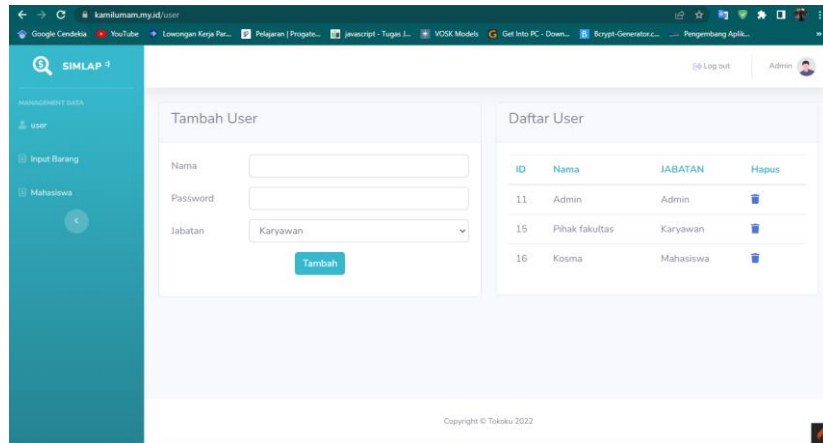 kamilumam.my.id/user
Google Cendekia YouTube Lowongan Kerja Par... Pelajaran | Progate... javascript - Tugas J... VOSK Models Get Into PC - Down... Bcrypt-Generator.c... Pengembang Aplik...
SIMLAP
Log out Admin
MANAGEMENT DATA
user
Input Barang
Mahasiswa
Tambah User
Nama
Password
Jabatan Karyawan
Tambah
Daftar User
ID Nama JABATAN Hapus
11 Admin Admin
15 Pihak fakultas Karyawan
16 Kosma Mahasiswa
Copyright © Tokoku 2022